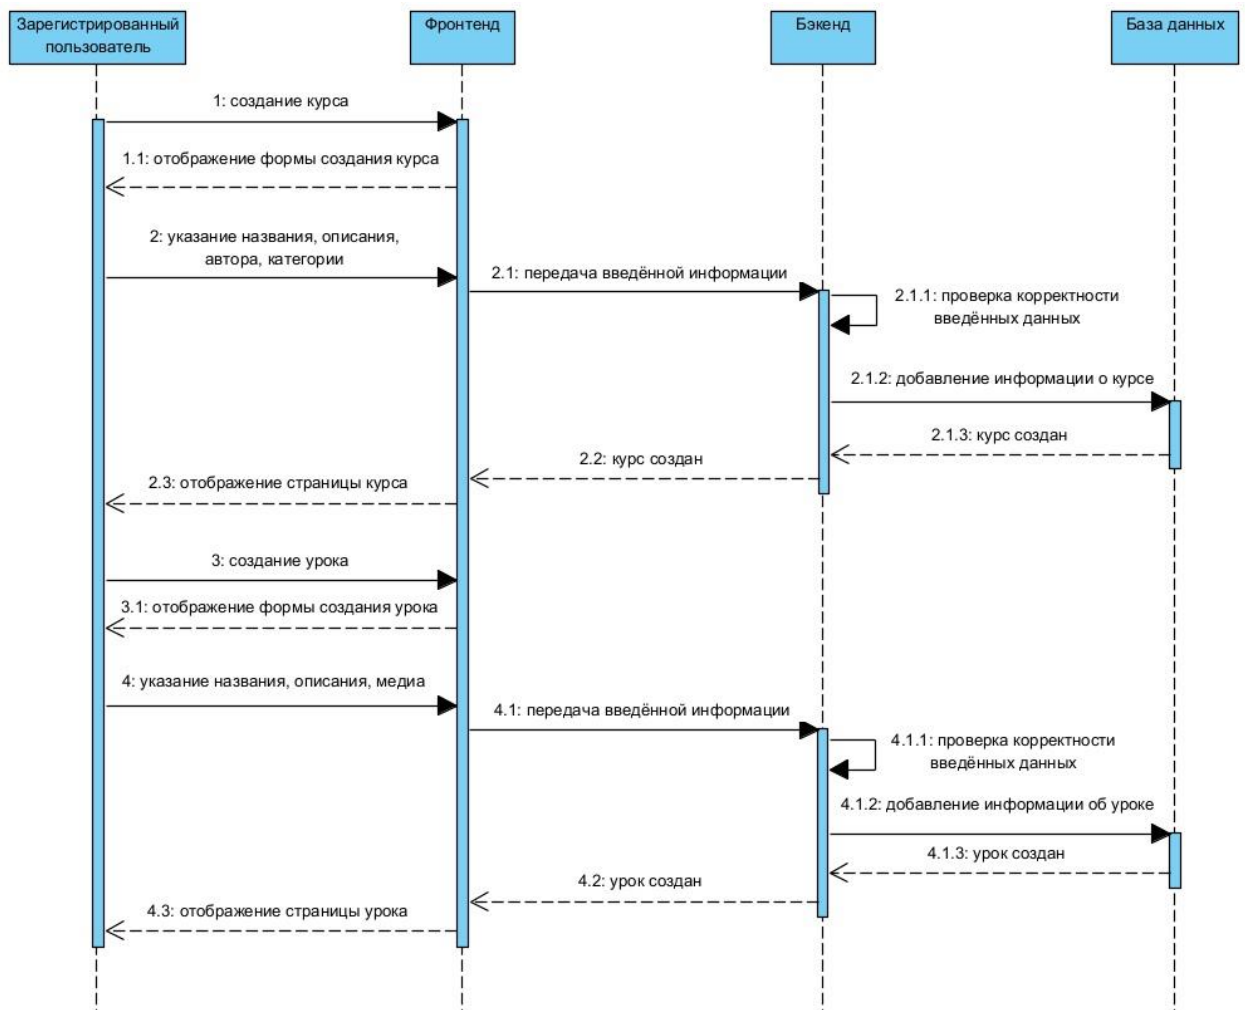 Зарегистрированный
пользователь
Фронтенд
Бэкенд
База данных
1: создание курса
1.1: отображение формы создания курса
2: указание названия, описания,
автора, категории
2.1: передача введённой информации
2.1.1: проверка корректности
введённых данных
2.1.2: добавление информации о курсе
2.1.3: курс создан
2.2: курс создан
2.3: отображение страницы курса
3: создание урока
3.1: отображение формы создания урока
4: указание названия, описания, медиа
4.1: передача введённой информации
4.1.1: проверка корректности
введённых данных
4.1.2: добавление информации об уроке
4.1.3: урок создан
4.2: урок создан
4.3: отображение страницы урока